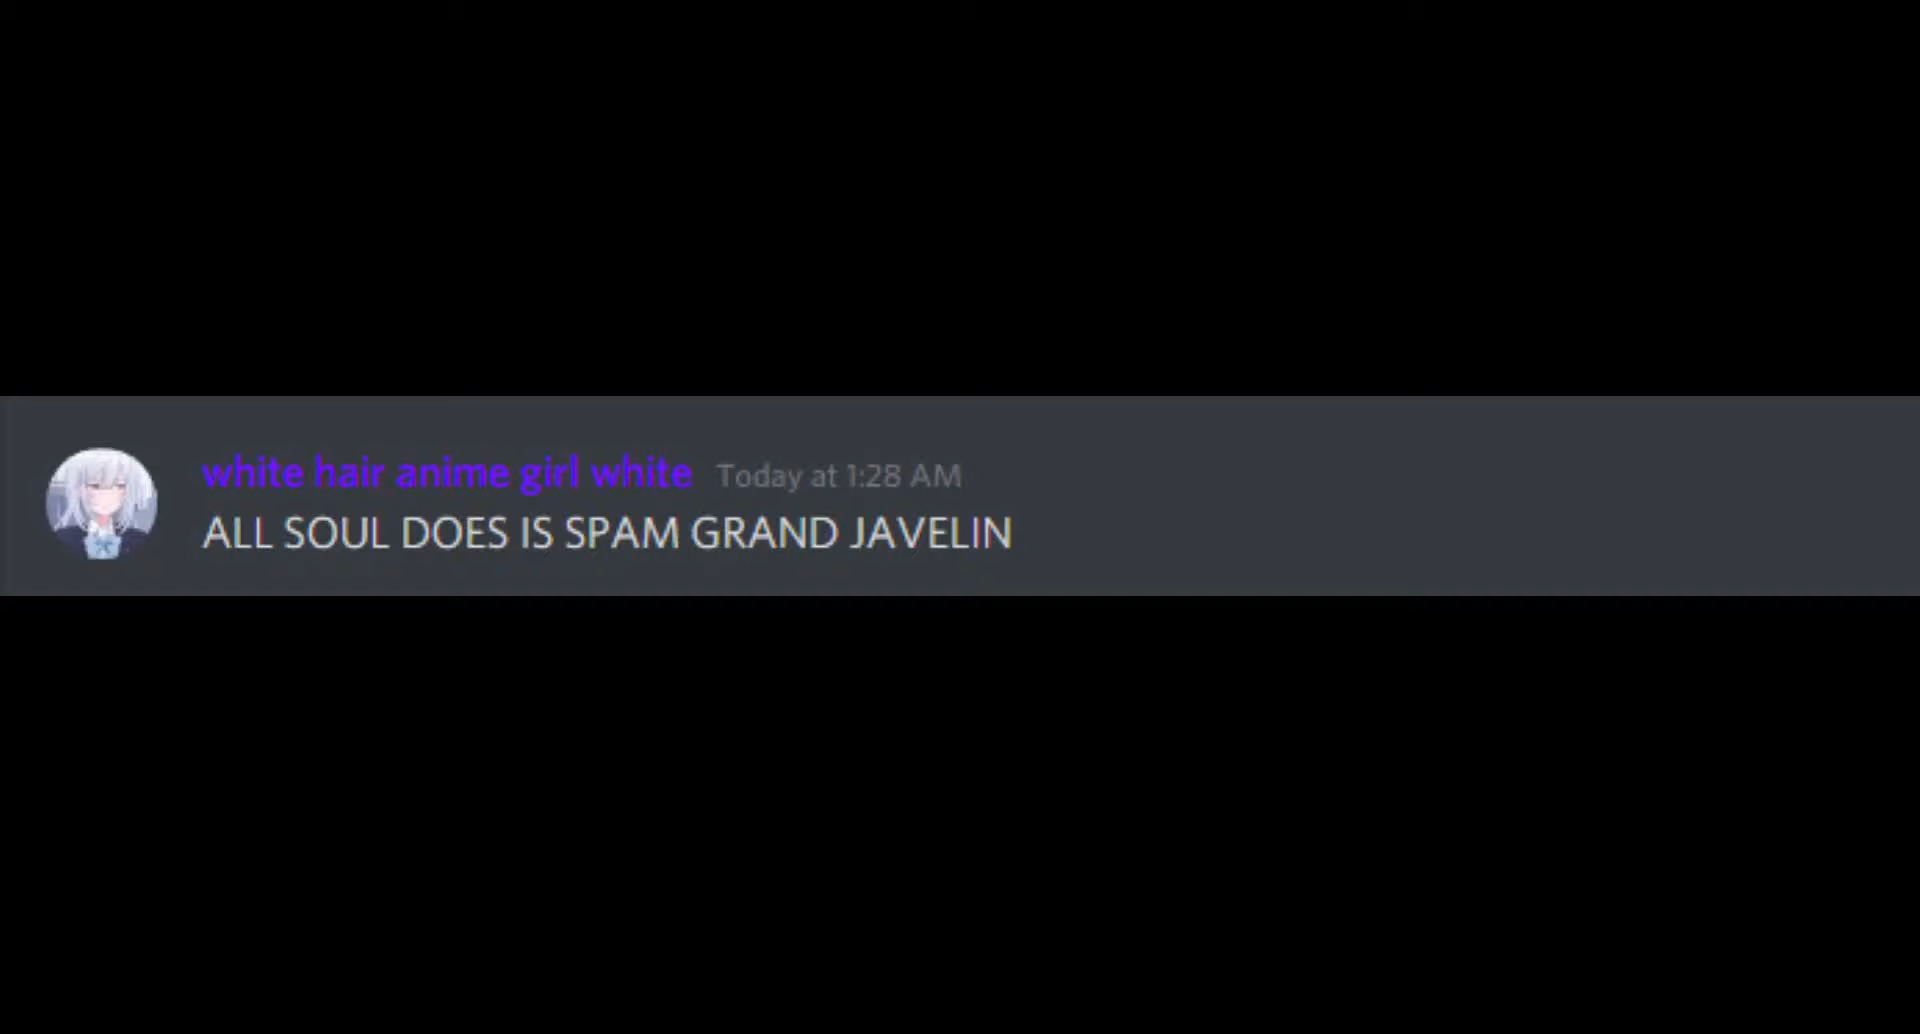 white hair anime girl white Today at 1:28 AM
ALL SOUL DOES IS SPAM GRAND JAVELIN